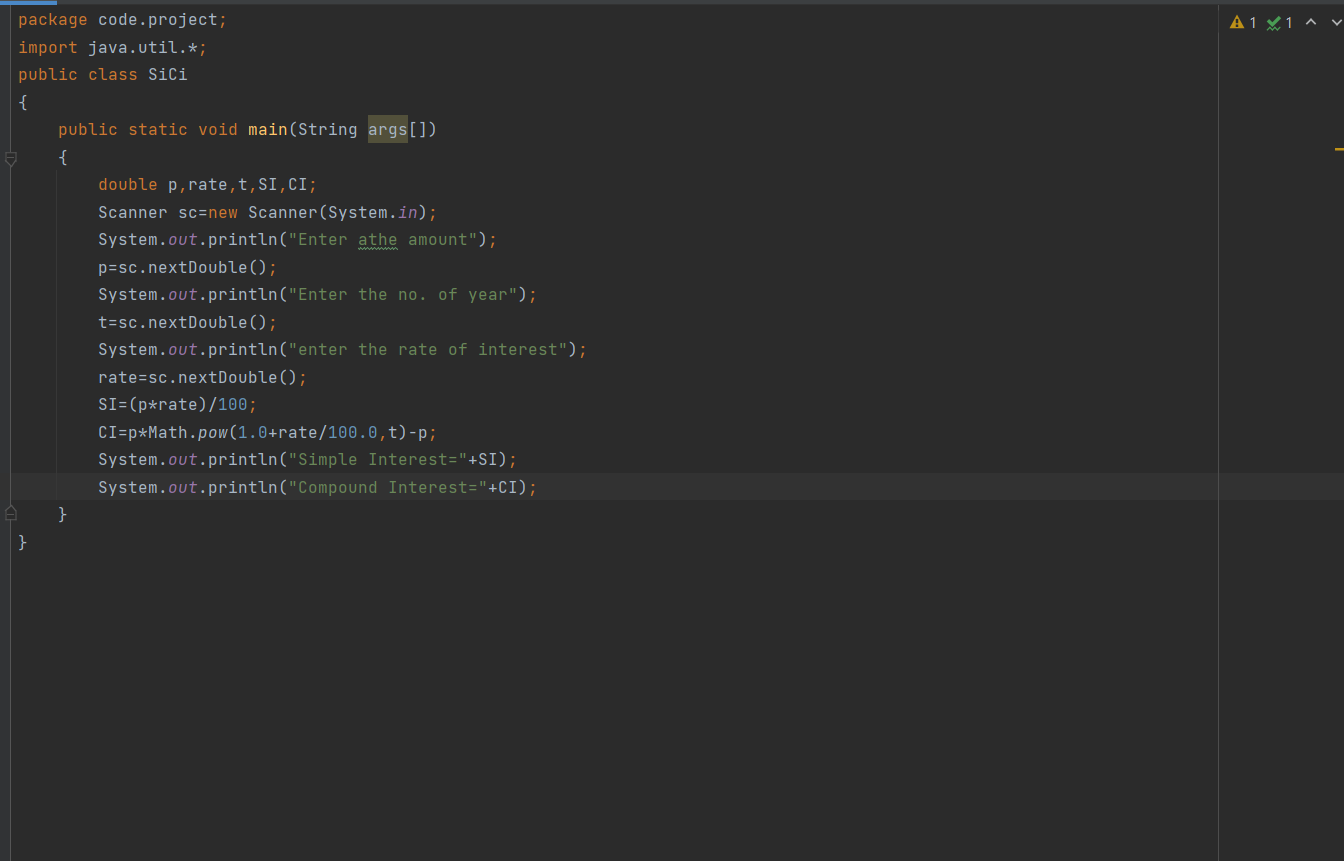 package code.project;
import java.util.*;
public class SiCi
{
    public static void main(String args[])
    {
        double p,rate,t,SI,CI;
        Scanner sc=new Scanner(System.in);
        System.out.println("Enter athe amount");
        p=sc.nextDouble();
        System.out.println("Enter the no. of year");
        t=sc.nextDouble();
        System.out.println("enter the rate of interest");
        rate=sc.nextDouble();
        SI=(p*rate)/100;
        CI=p*Math.pow(1.0+rate/100.0,t)-p;
        System.out.println("Simple Interest="+SI);
        System.out.println("Compound Interest="+CI);
    }
}
1 1